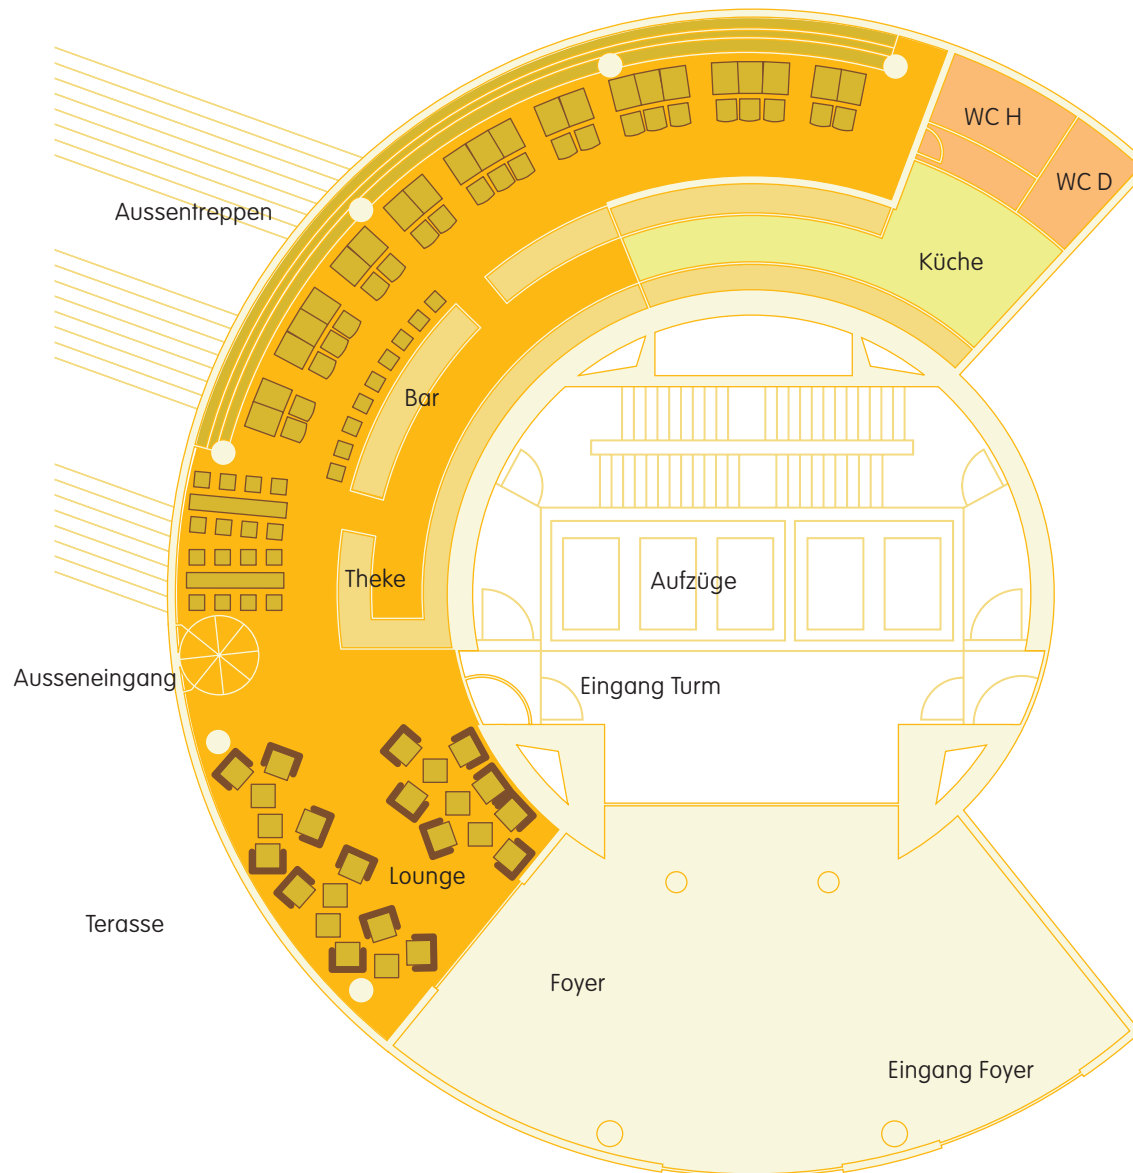 WC H
WC D
Aussentreppen
Küche
Bar
Theke
Aufzüge
Ausseneingang
Eingang Turm
Lounge
Terasse
Foyer
Eingang Foyer